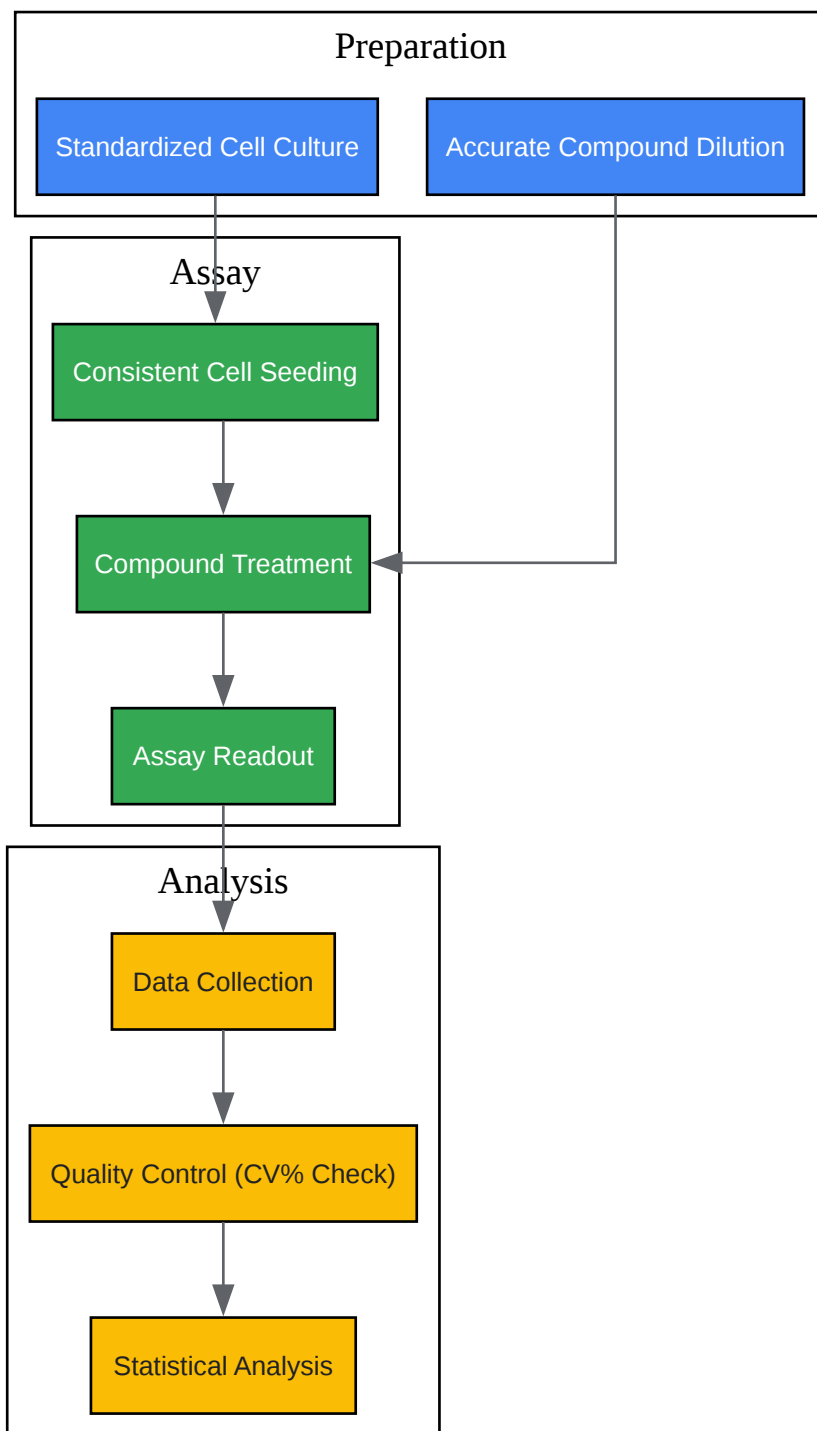 Preparation
Standardized Cell Culture
Accurate Compound Dilution
Assay
Consistent Cell Seeding
Compound Treatment
Assay Readout
Analysis
Data Collection
Quality Control (CV% Check)
Statistical Analysis